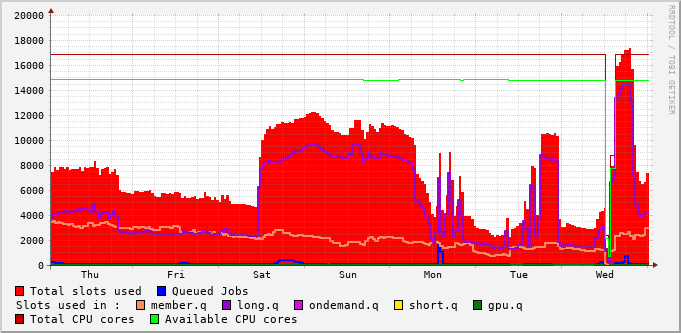 20000
18000
16000
14000
12000
10000
8000
6000
4000
2000
0
Thu Fri Sat Sun Mon Tue Wed
RRDTOOL / TOBI OETIKER
Total slots used Queued Jobs
Slots used in : member.q long.q ondemand.q short.q gpu.q
Total CPU cores Available CPU cores